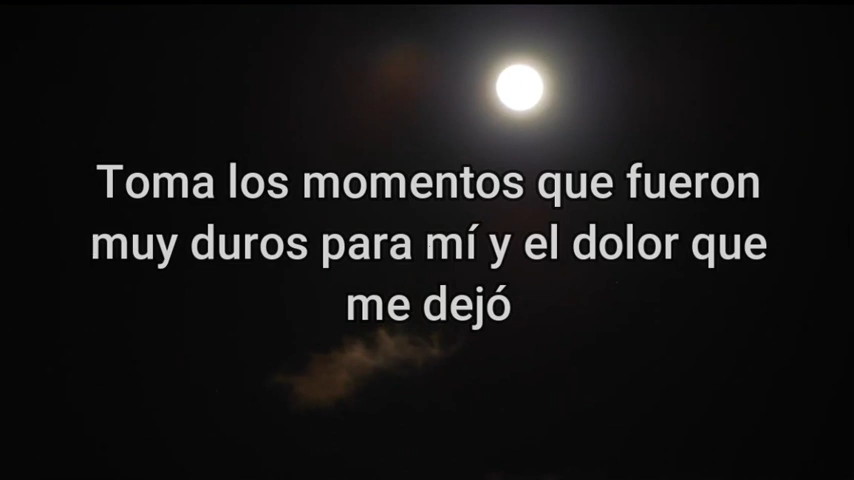 Toma los momentos que fueron
muy duros para mí y el dolor que
me dejó